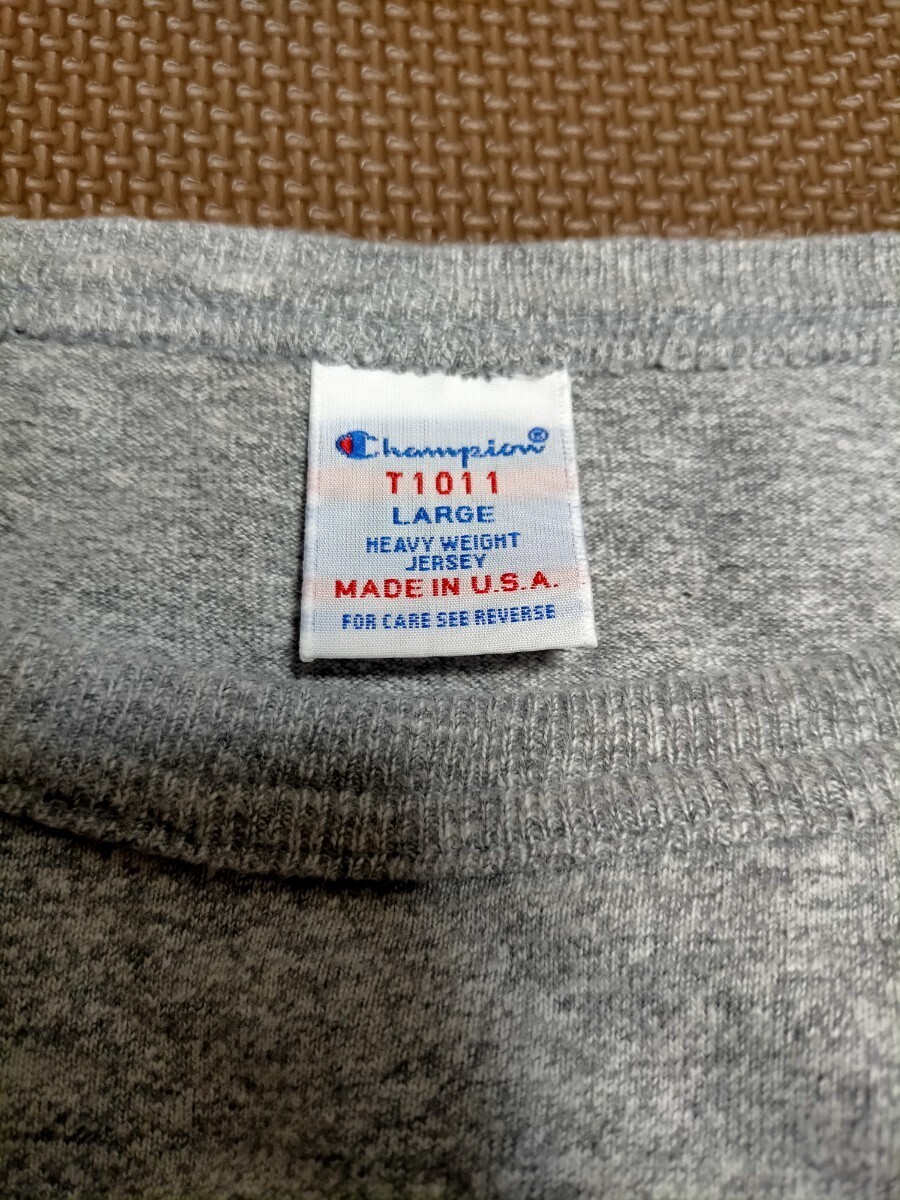 Champion®
T1011
LARGE
HEAVY WEIGHT
JERSEY
MADE IN U.S.A.
FOR CARE SEE REVERSE